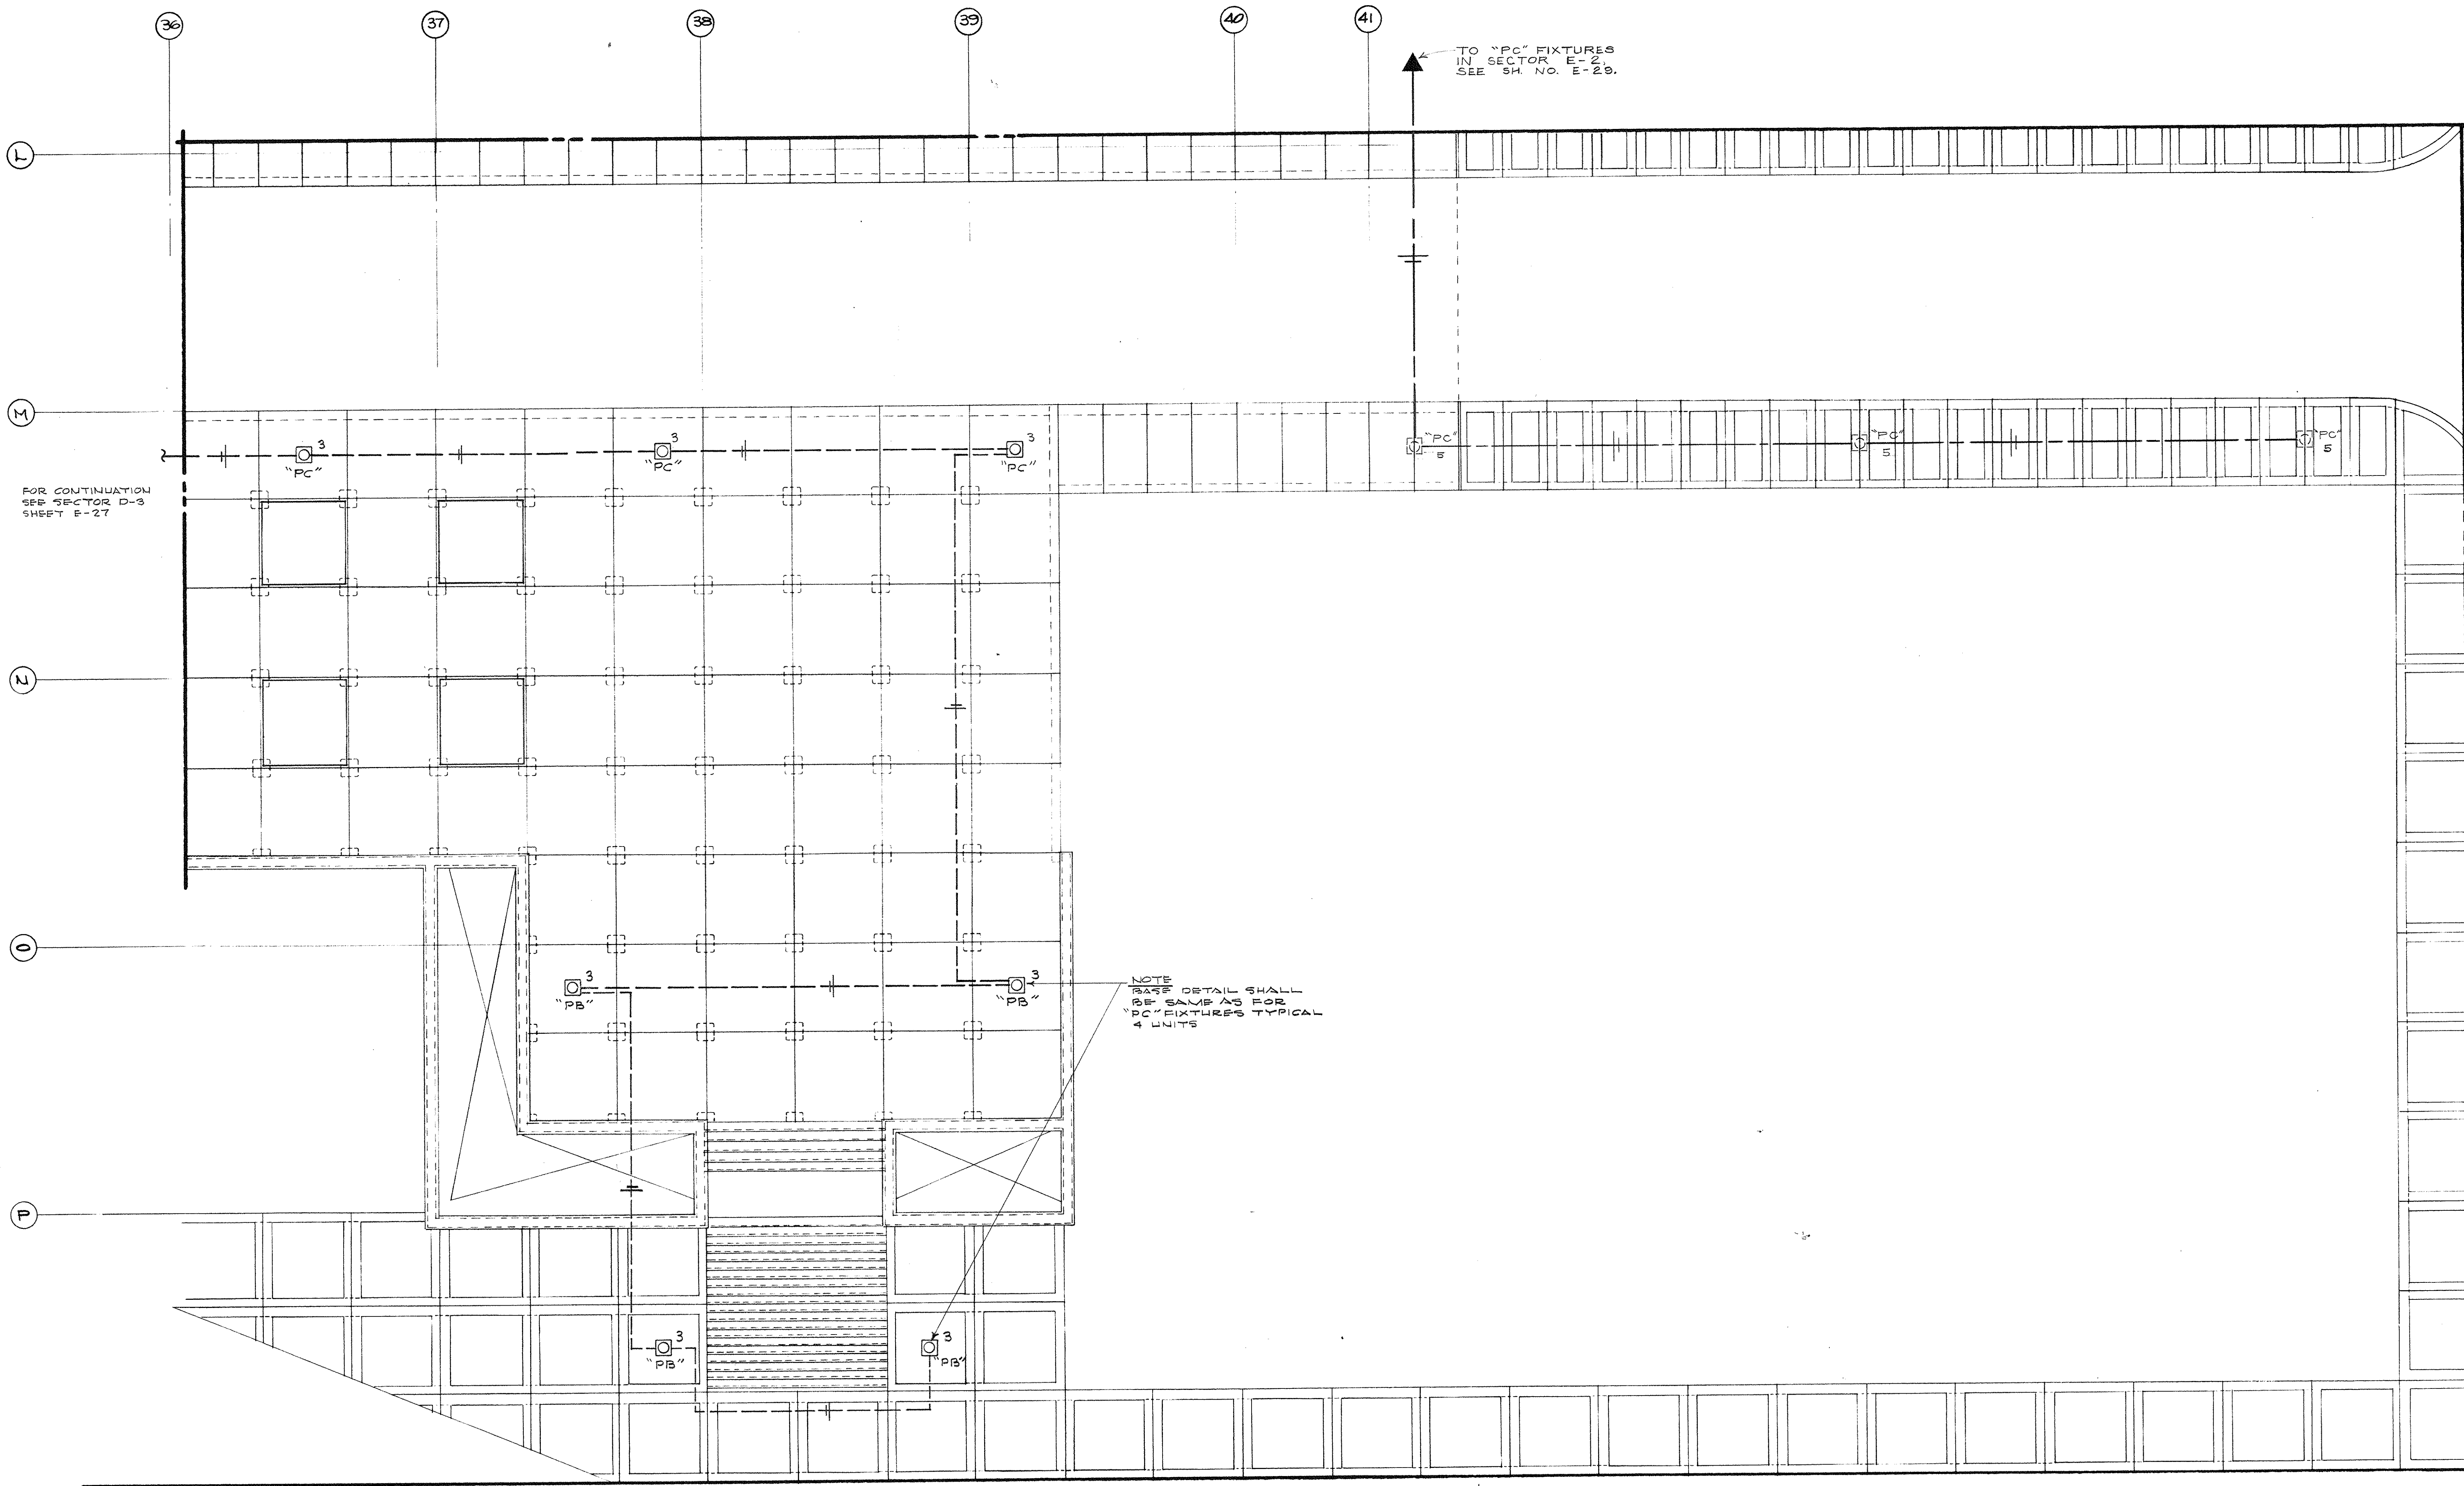 36
37
38
39
40
41
TO "PC" FIXTURES
IN SECTOR E-2,
SEE SH. NO. E-29.
L
M
3
"PC"
3
"PC"
3
"PC"
"PC"
5
"PC"
5
"PC"
5
FOR CONTINUATION
SEE SECTOR D-3
SHEET E-27
N
O
3
"PB"
3
"PB"
NOTE
BASE DETAIL SHALL
BE SAME AS FOR
"PC" FIXTURES TYPICAL
4 UNITS
P
3
"PB"
3
"PB"